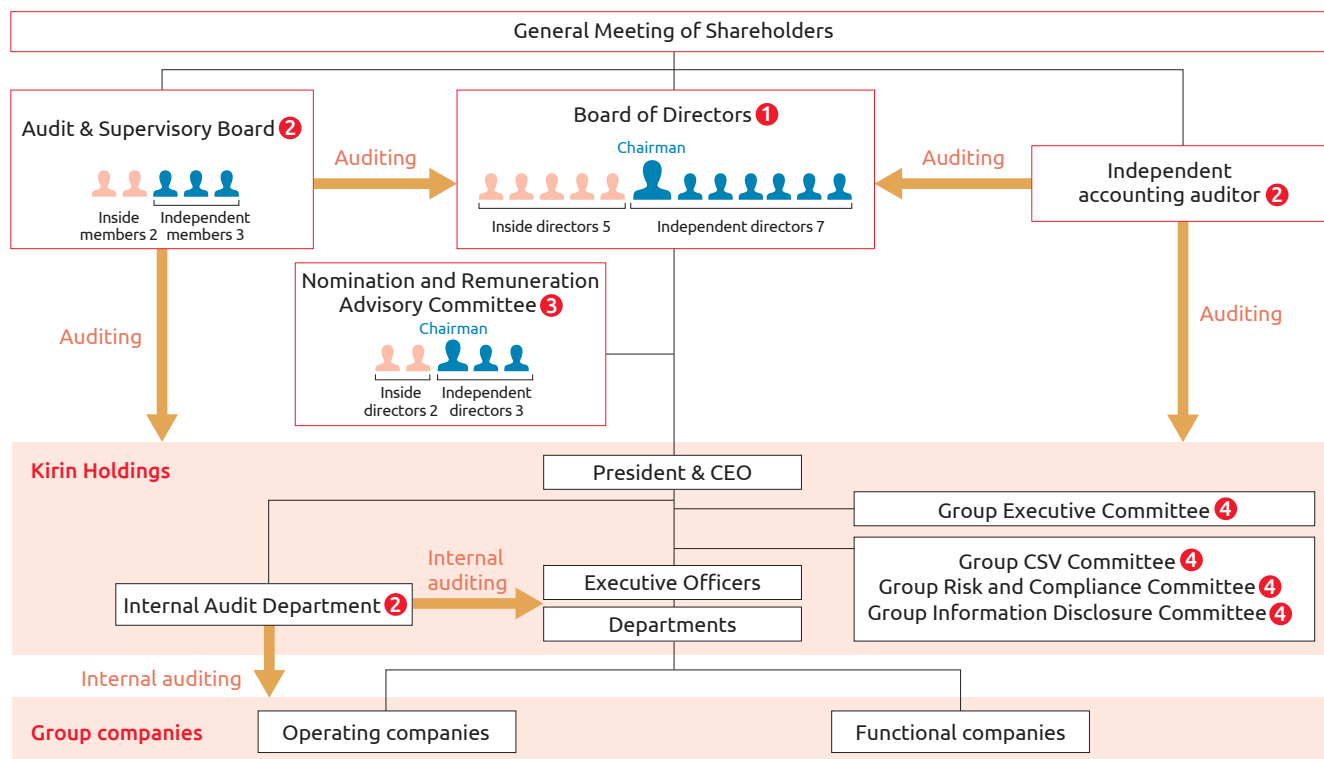 General Meeting of Shareholders
Audit & Supervisory Board 2
Inside
members 2
Independent
members 3
Auditing
Board of Directors 1
Chairman
Inside directors 5
Independent directors 7
Auditing
Independent
accounting auditor 2
Nomination and Remuneration
Advisory Committee 3
Chairman
Inside
directors 2
Independent
directors 3
Auditing
Auditing
Kirin Holdings
President & CEO
Group Executive Committee 4
Group CSV Committee 4
Group Risk and Compliance Committee 4
Group Information Disclosure Committee 4
Internal
auditing
Executive Officers
Internal Audit Department 2
Departments
Internal auditing
Group companies
Operating companies
Functional companies